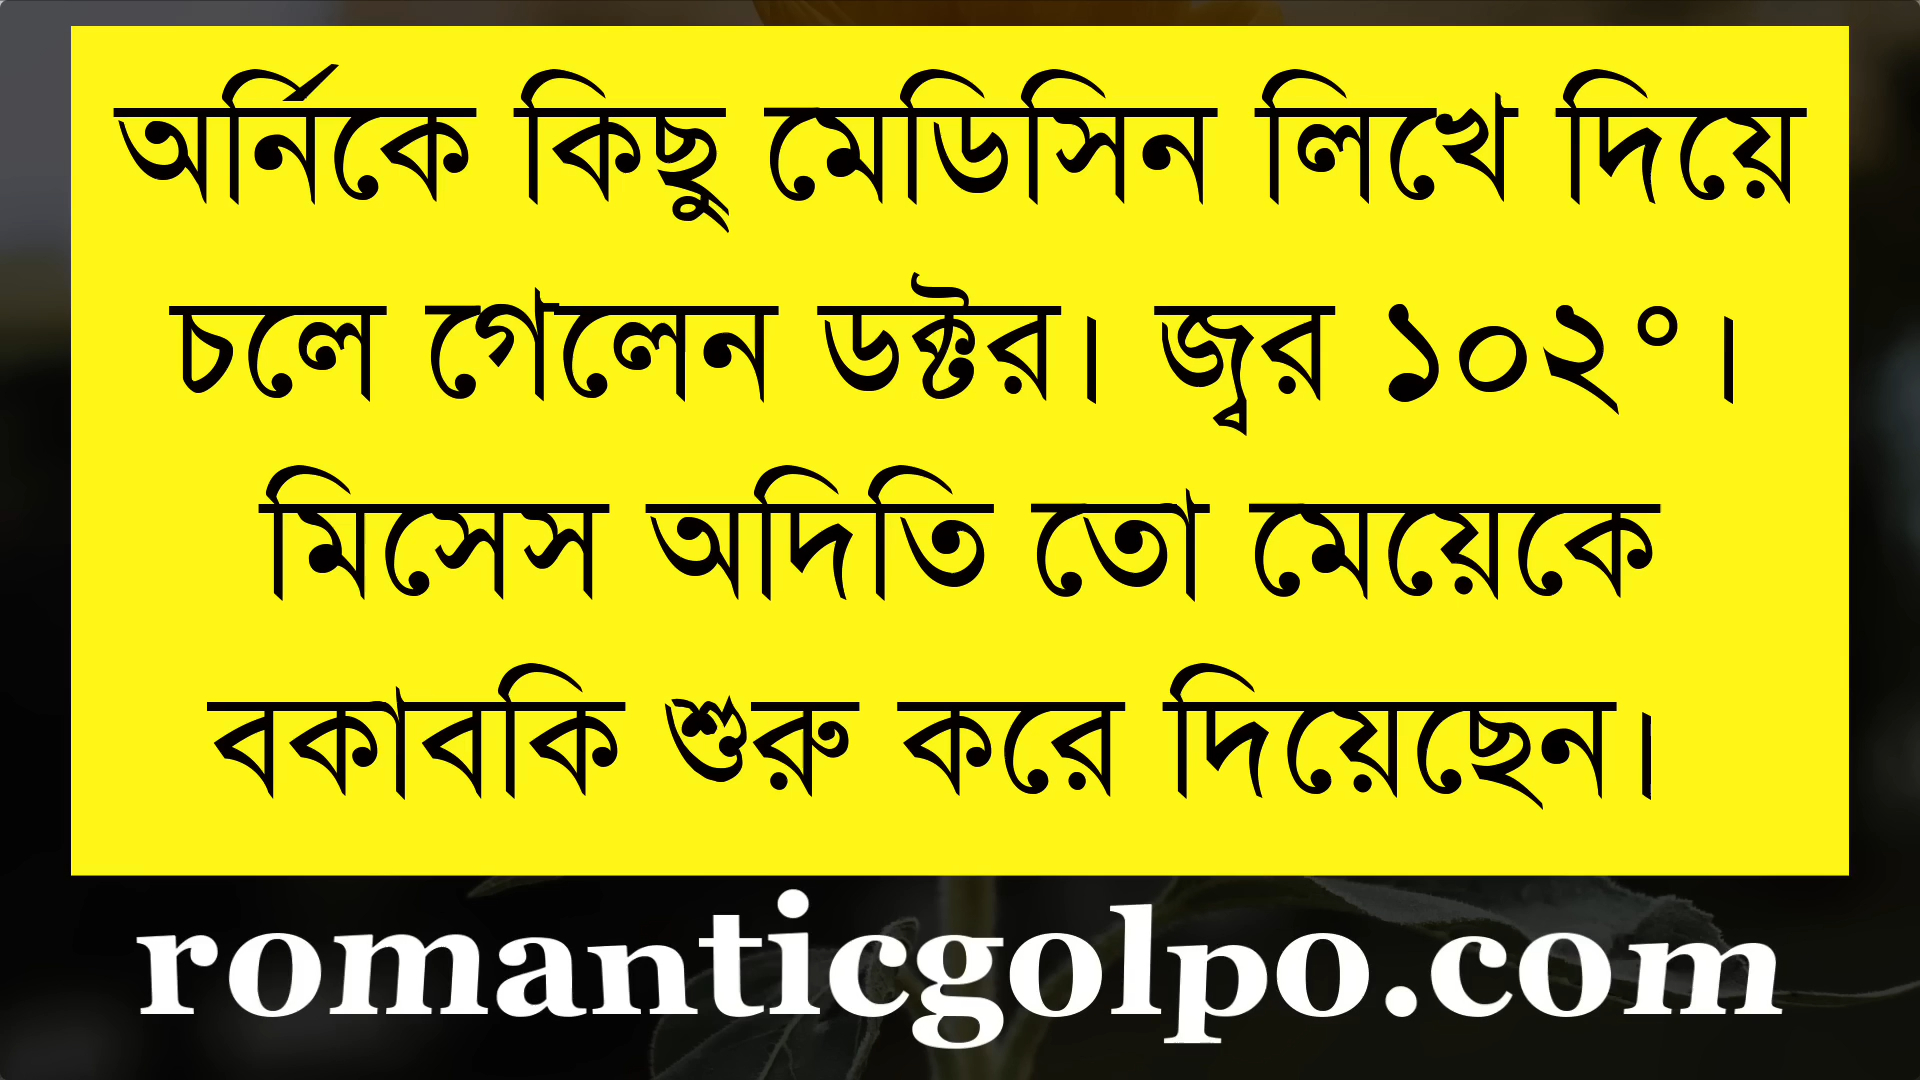 অর্নিকে কিছু মেডিসিন লিখে দিয়ে
চলে গেলেন ডক্টর। জ্বর ১০২°।
মিসেস অদিতি তো মেয়েকে
বকাবকি শুরু করে দিয়েছেন।
romanticgolpo.com